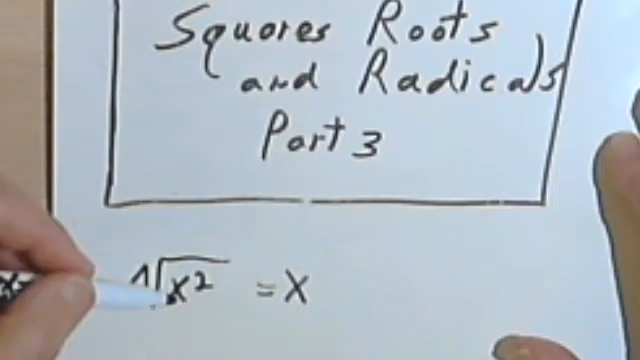 Squares Roots
and Radicals
Part 3
√x² = x